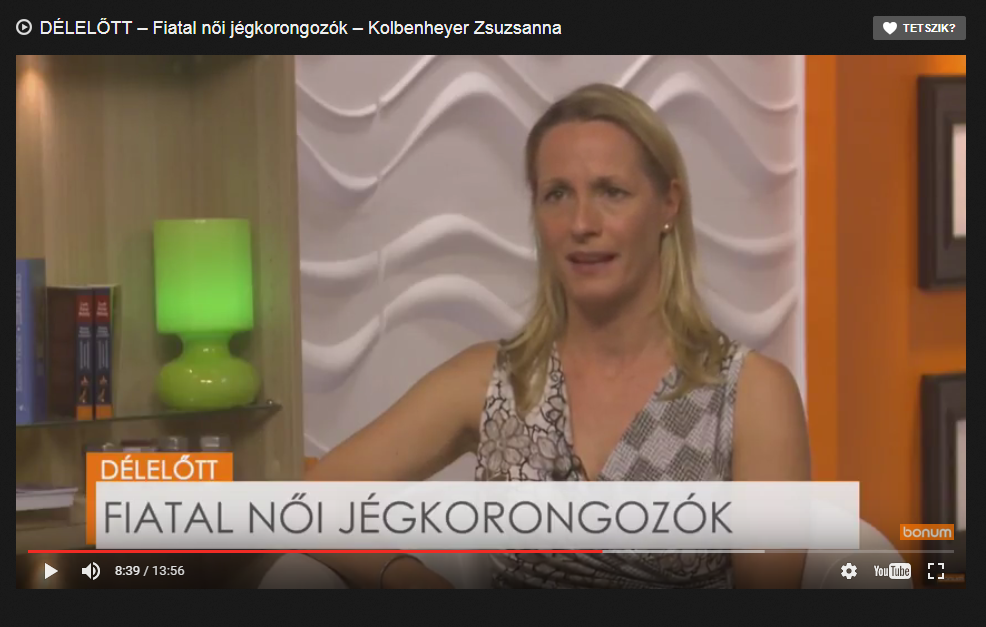 DÉLELŐTT – Fiatal női jégkorongozók – Kolbenheyer Zsuzsanna
TETSZIK?
DÉLELŐTT
FIATAL NŐI JÉGKORONGOZÓK
bonum
8:39 / 13:56
YouTube